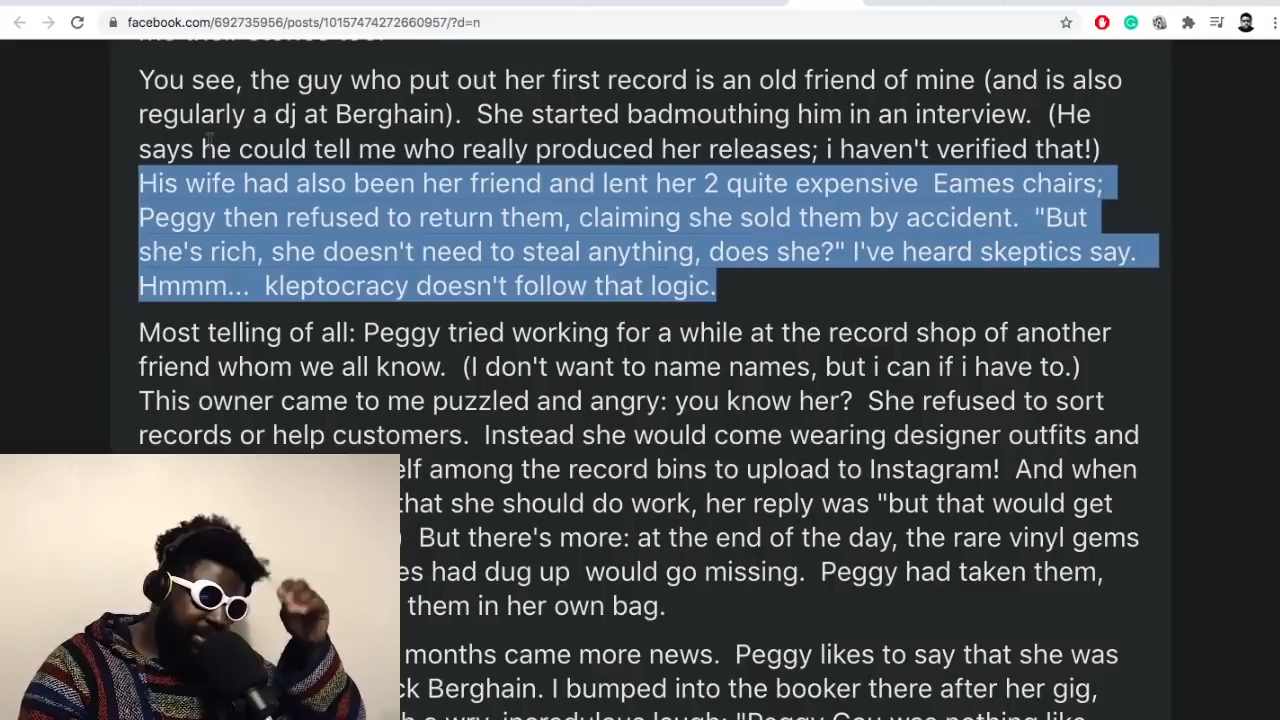 facebook.com/692735956/posts/10157474272660957/?d=n
You see, the guy who put out her first record is an old friend of mine (and is also
regularly a dj at Berghain).  She started badmouthing him in an interview.  (He
says he could tell me who really produced her releases; i haven't verified that!)
His wife had also been her friend and lent her 2 quite expensive  Eames chairs;
Peggy then refused to return them, claiming she sold them by accident.  "But
she's rich, she doesn't need to steal anything, does she?" I've heard skeptics say.
Hmmm...  kleptocracy doesn't follow that logic.
Most telling of all: Peggy tried working for a while at the record shop of another
friend whom we all know.  (I don't want to name names, but i can if i have to.)
This owner came to me puzzled and angry: you know her?  She refused to sort
records or help customers.  Instead she would come wearing designer outfits and
elf among the record bins to upload to Instagram!  And when
that she should do work, her reply was "but that would get
) But there's more: at the end of the day, the rare vinyl gems
es had dug up  would go missing.  Peggy had taken them,
them in her own bag.
months came more news.  Peggy likes to say that she was
ck Berghain. I bumped into the booker there after her gig,